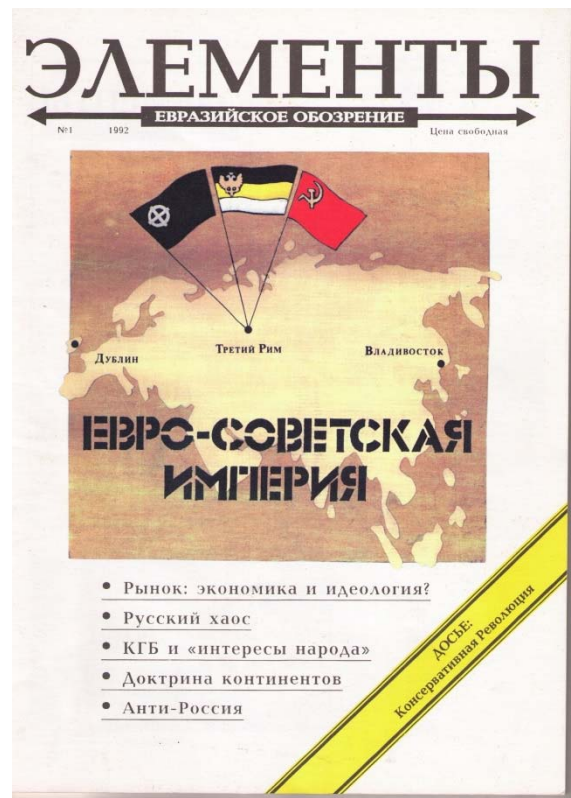 ЭЛЕМЕНТЫ
ЕВРАЗИЙСКОЕ ОБОЗРЕНИЕ
№1 1992 Цена свободная
Дублин
Третий Рим
Владивосток
ЕВРО-СОВЕТСКАЯ
ИМПЕРИЯ
• Рынок: экономика и идеология?
• Русский хаос
• КГБ и «интересы народа»
• Доктрина континентов
• Анти-Россия
ДОСЬЕ:
Консервативная Революция